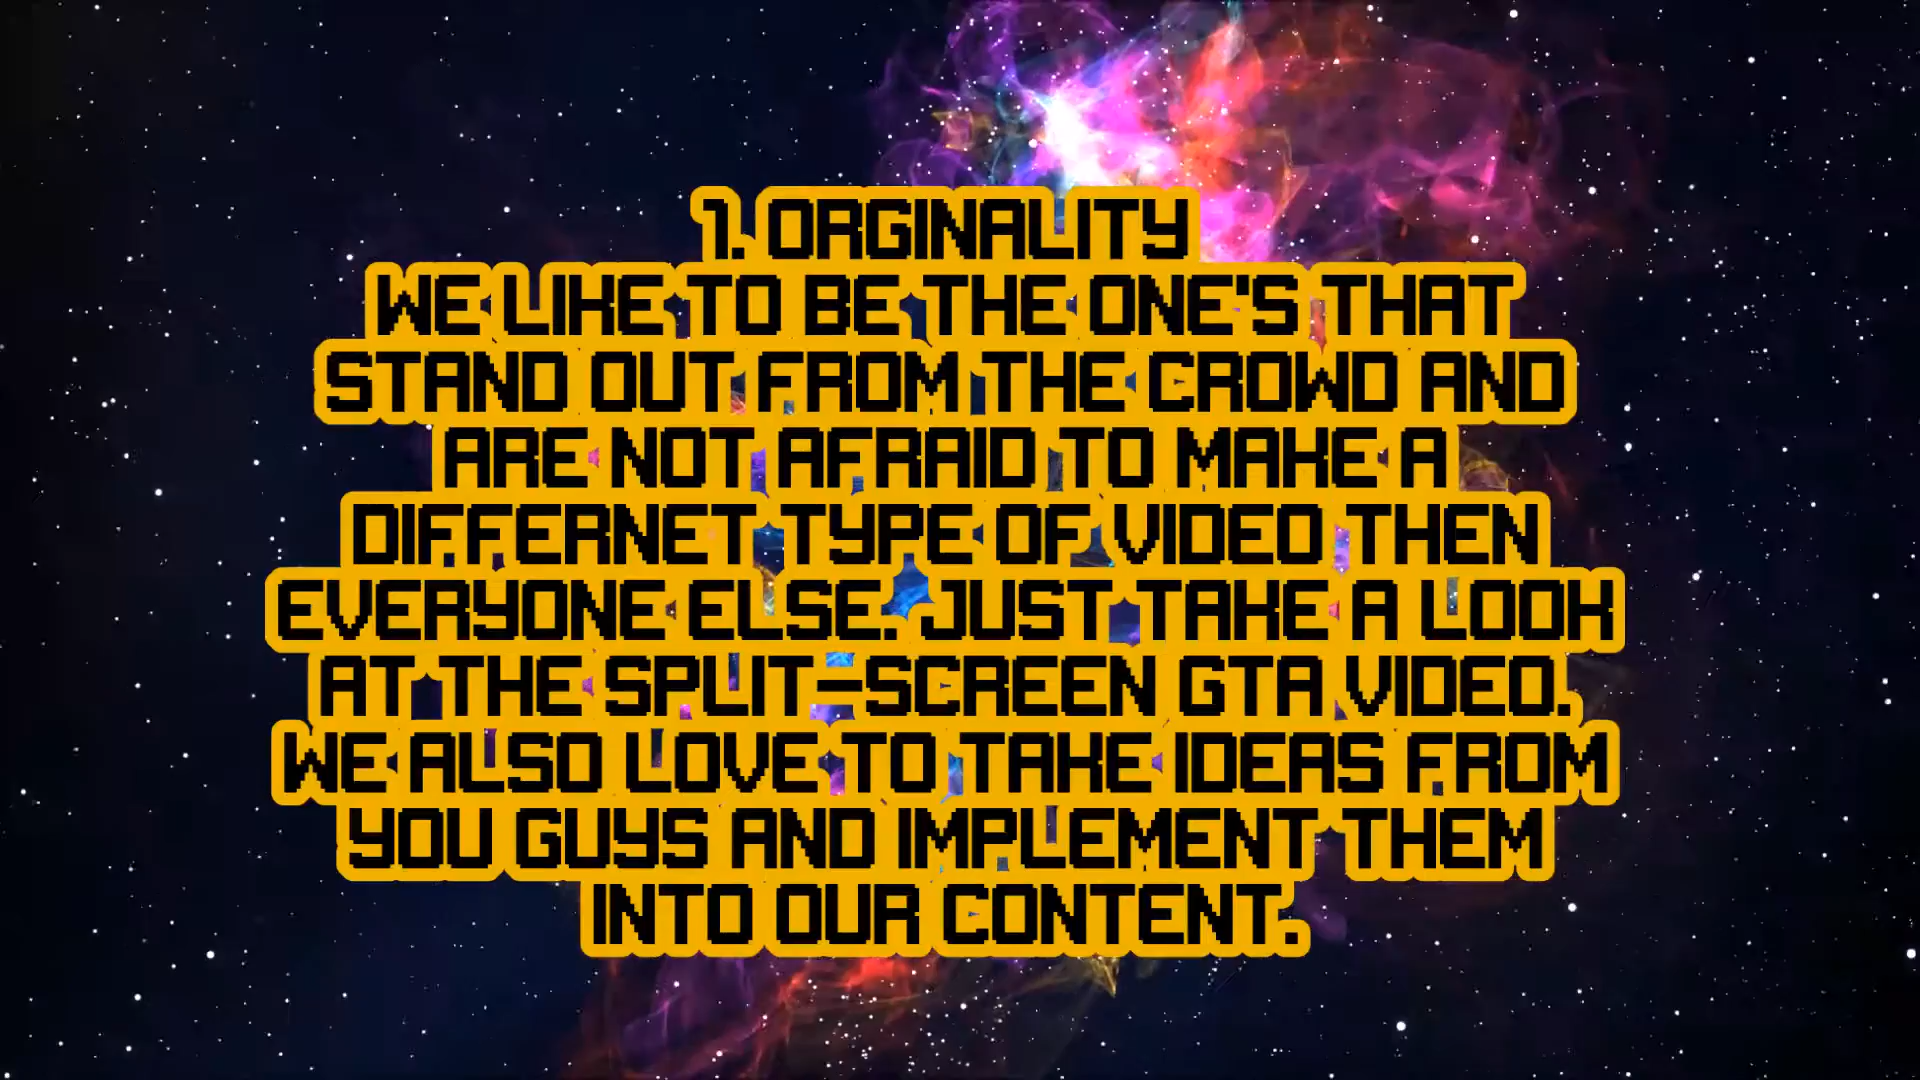 1. ORGINALITY
WE LIKE TO BE THE ONE'S THAT
STAND OUT FROM THE CROWD AND
ARE NOT AFRAID TO MAKE A
DIFFERNET TYPE OF VIDEO THEN
EVERYONE ELSE. JUST TAKE A LOOK
AT THE SPLIT-SCREEN GTA VIDEO.
WE ALSO LOVE TO TAKE IDEAS FROM
YOU GUYS AND IMPLEMENT THEM
INTO OUR CONTENT.